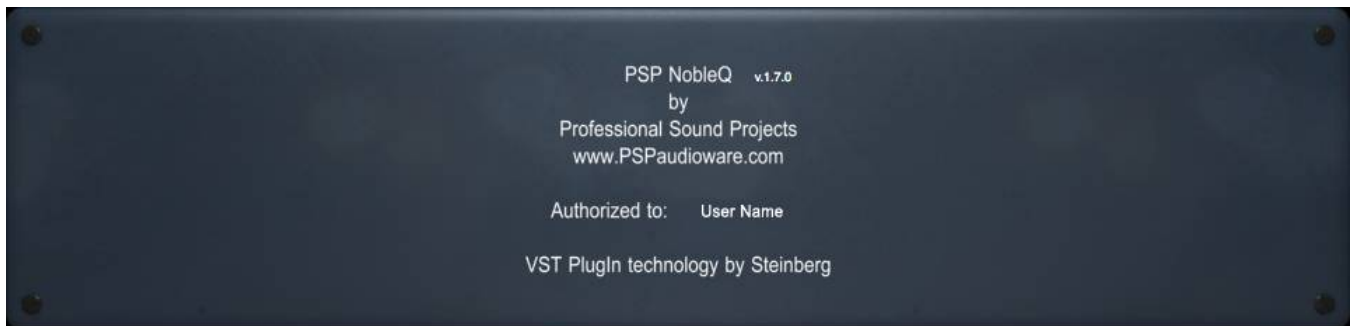 PSP NobleQ v.1.7.0
by
Professional Sound Projects
www.PSPaudioware.com
Authorized to: User Name
VST PlugIn technology by Steinberg